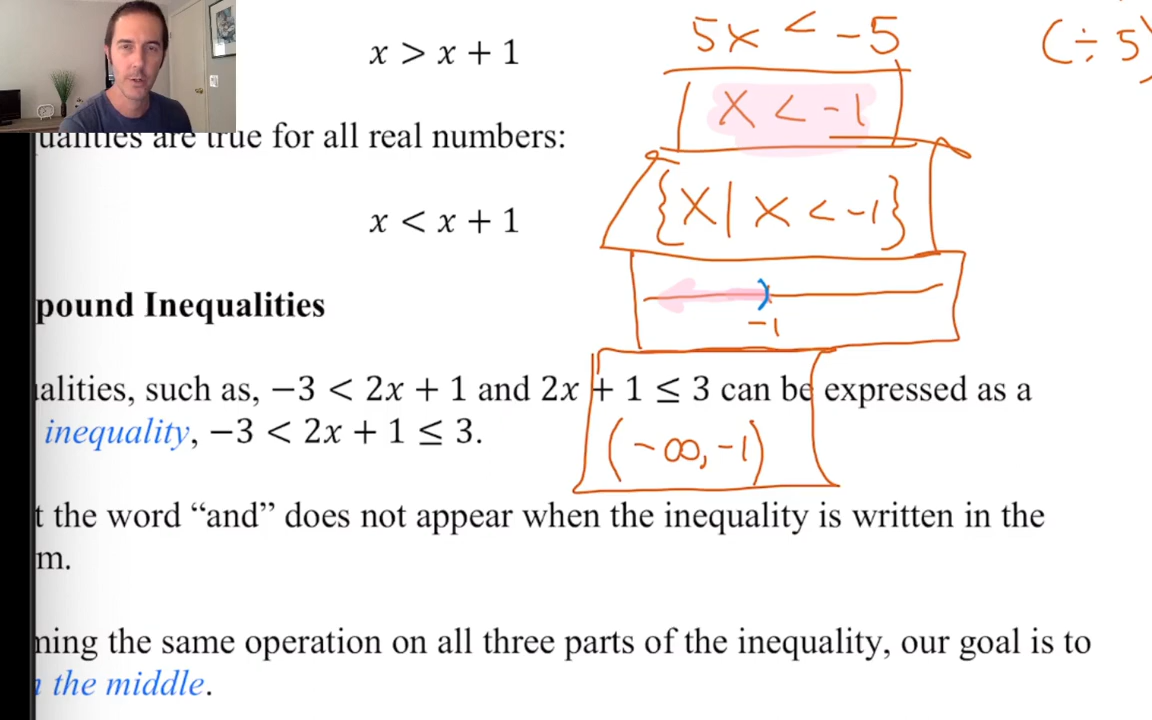 x > x + 1
are true for all real numbers:
x < x + 1
pound Inequalities
alities, such as, −3 < 2x + 1 and 2x + 1 ≤ 3 can be expressed as a
inequality, −3 < 2x + 1 ≤ 3.
t the word “and” does not appear when the inequality is written in the
m.
ming the same operation on all three parts of the inequality, our goal is to
the middle.
5x < -5
(÷ 5)
x < -1
{x | x < -1}
-1
(-∞, -1)